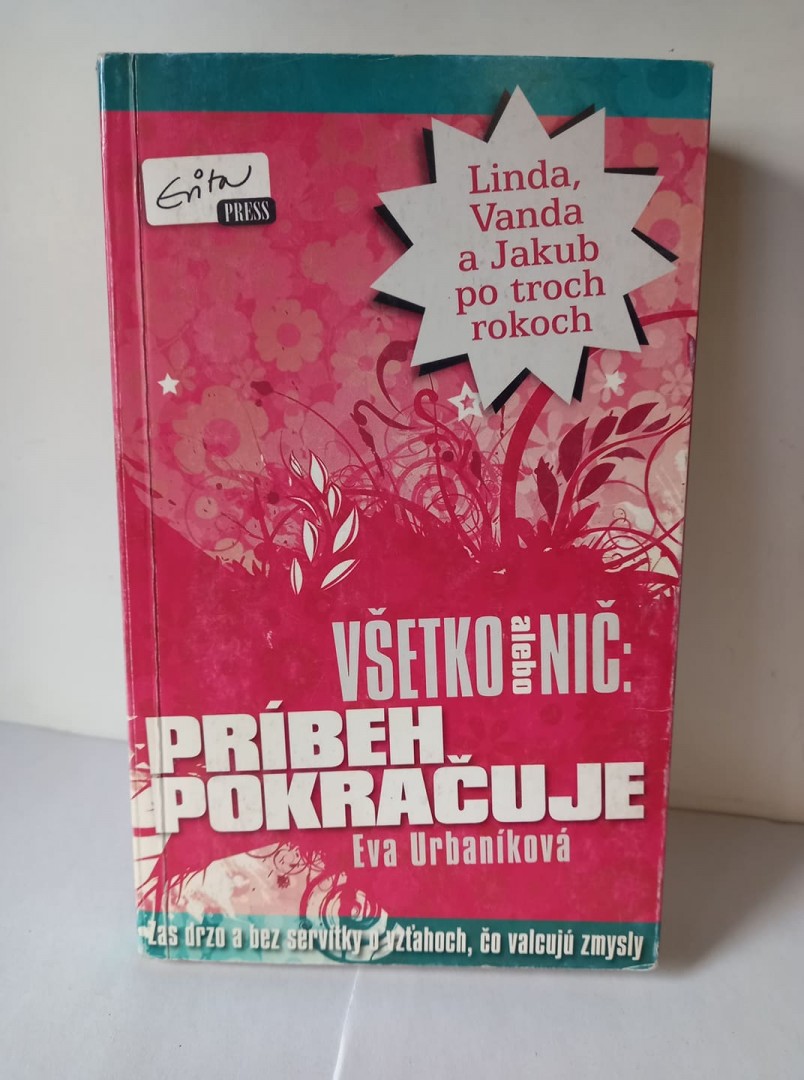 Evita
PRESS
Linda,
Vanda
a Jakub
po troch
rokoch
VŠETKO alebo NIČ:
PRÍBEH
POKRAČUJE
Eva Urbaníková
Zas drzo a bez servítky o vzťahoch, čo valcujú zmysly